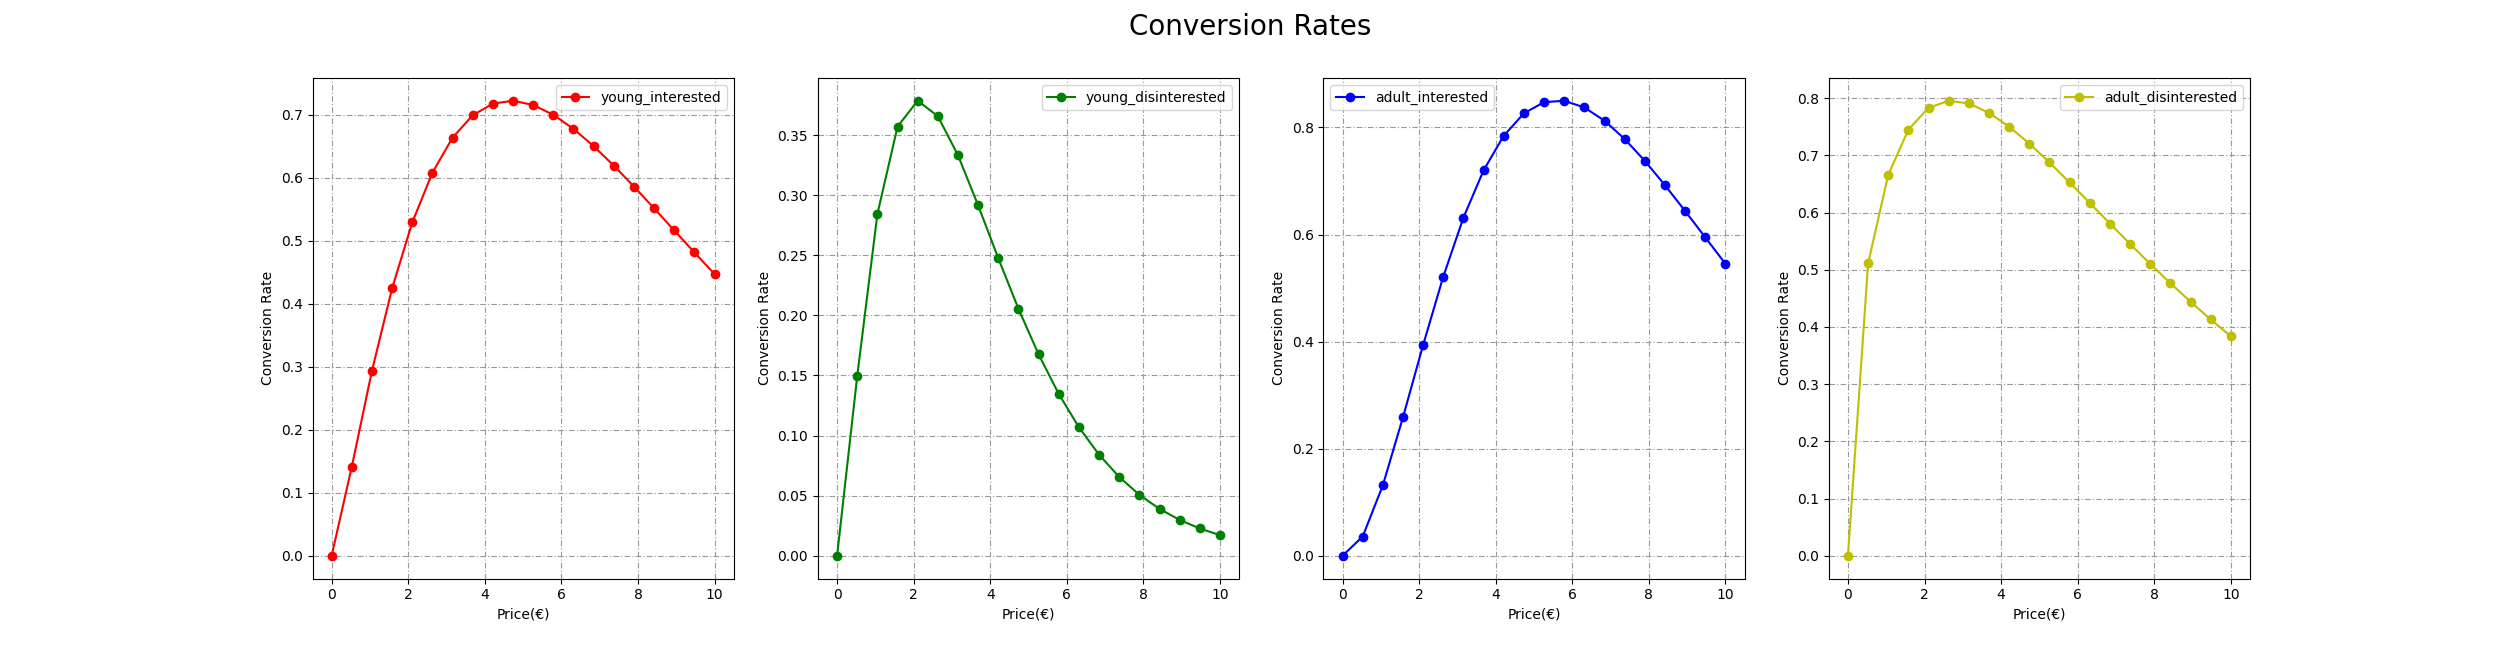 Conversion Rates
young_interested
Conversion Rate
0.7
0.6
0.5
0.4
0.3
0.2
0.1
0.0
0 2 4 6 8 10
Price(€)
young_disinterested
Conversion Rate
0.35
0.30
0.25
0.20
0.15
0.10
0.05
0.00
0 2 4 6 8 10
Price(€)
adult_interested
Conversion Rate
0.8
0.6
0.4
0.2
0.0
0 2 4 6 8 10
Price(€)
adult_disinterested
Conversion Rate
0.8
0.7
0.6
0.5
0.4
0.3
0.2
0.1
0.0
0 2 4 6 8 10
Price(€)